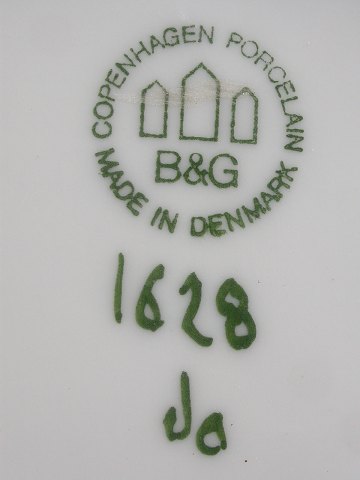 COPENHAGEN PORCELAIN
B&G
MADE IN DENMARK
1628
Ja